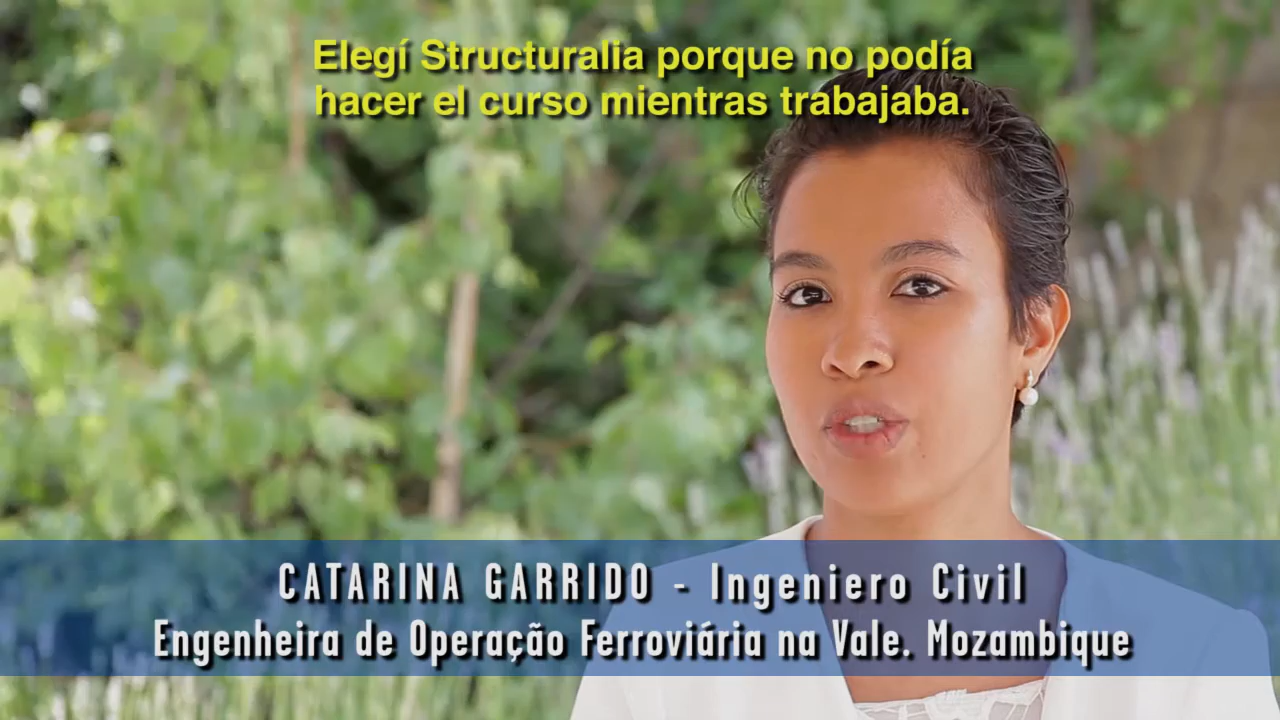 Elegí Structuralia porque no podía
hacer el curso mientras trabajaba.
CATARINA GARRIDO - Ingeniero Civil
Engenheira de Operação Ferroviária na Vale. Mozambique